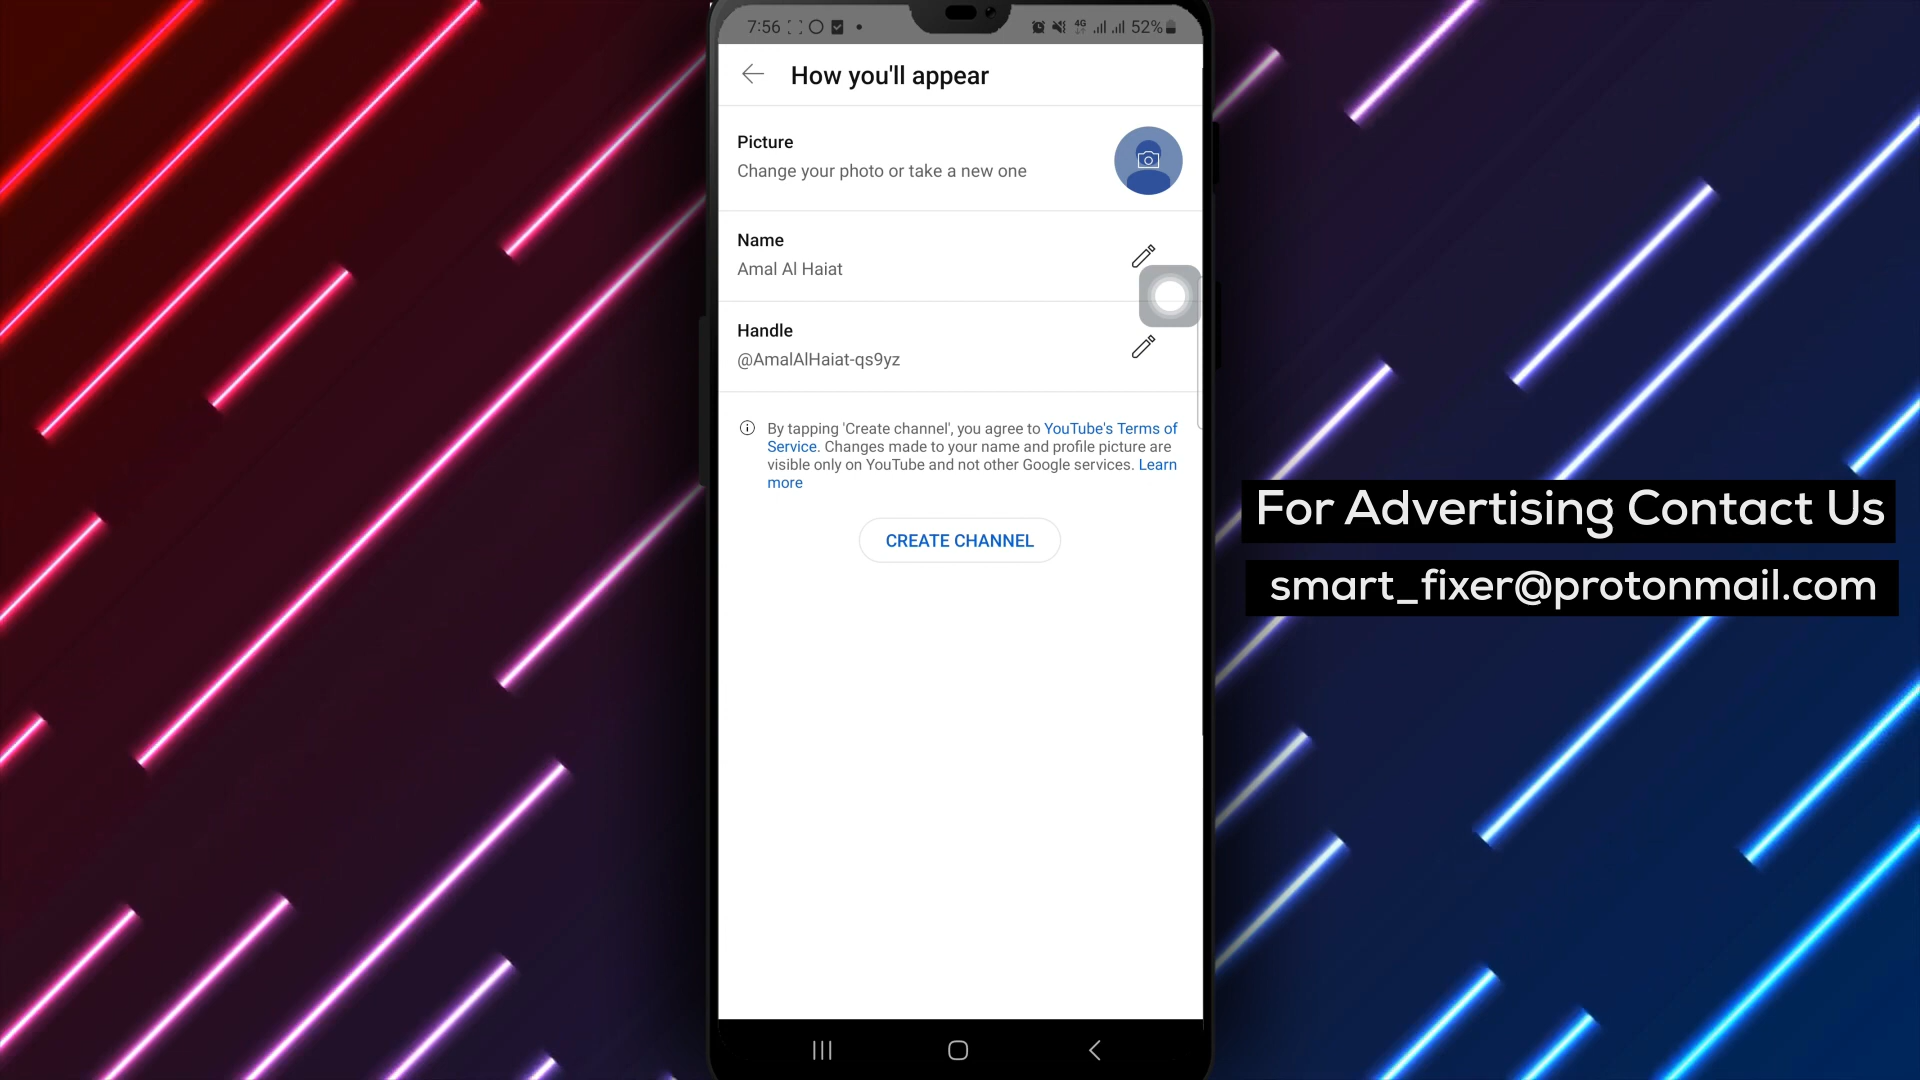 7:56
4G
52%
How you'll appear
Picture
Change your photo or take a new one
Name
Amal Al Haiat
Handle
@AmalAlHaiat-qs9yz
By tapping 'Create channel', you agree to YouTube's Terms of
Service. Changes made to your name and profile picture are
visible only on YouTube and not other Google services. Learn
more
CREATE CHANNEL
For Advertising Contact Us
smart_fixer@protonmail.com